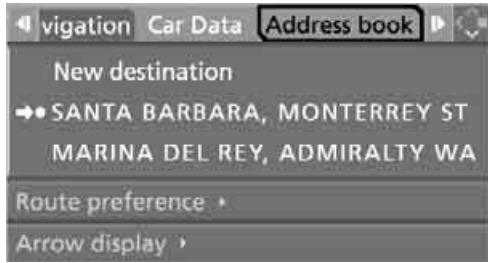 vigation Car Data Address book
New destination
SANTA BARBARA, MONTERREY ST
MARINA DEL REY, ADMIRALTY WA
Route preference
Arrow display